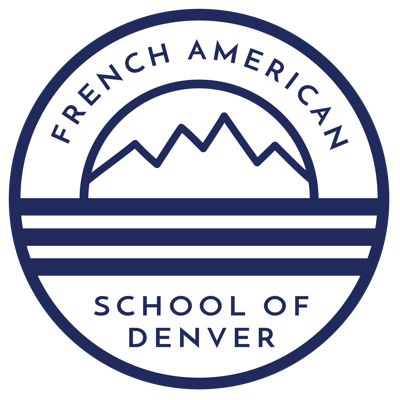 FRENCH AMERICAN
SCHOOL OF
DENVER